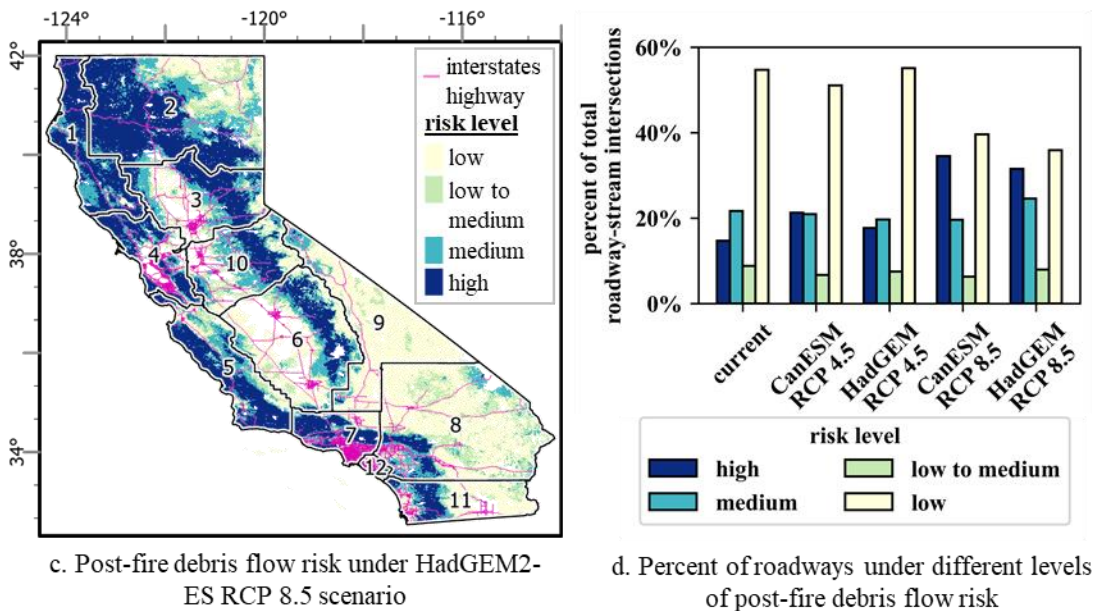 -124° -120° -116°
42°
38°
34°
interstates
highway
risk level
low
low to
medium
medium
high
1
2
3
4
10
9
6
5
8
7
12
11
c. Post-fire debris flow risk under HadGEM2-
ES RCP 8.5 scenario
percent of total
roadway-stream intersections
60%
40%
20%
0%
current
CanESM
RCP 4.5
HadGEM
RCP 4.5
CanESM
RCP 8.5
HadGEM
RCP 8.5
risk level
high low to medium
medium low
d. Percent of roadways under different levels
of post-fire debris flow risk